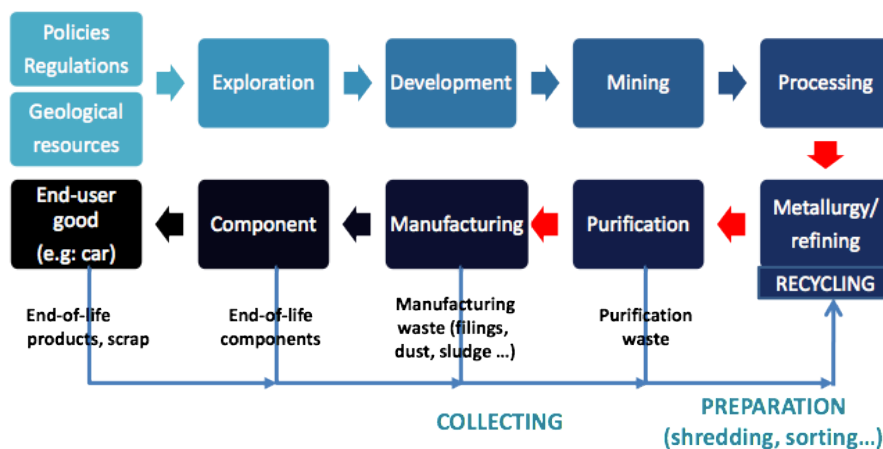 Policies
Regulations
Geological
resources
Exploration
Development
Mining
Processing
End-user
good
(e.g: car)
Component
Manufacturing
Purification
Metallurgy/
refining
RECYCLING
End-of-life
products, scrap
End-of-life
components
Manufacturing
waste (filings,
dust, sludge ...)
Purification
waste
COLLECTING
PREPARATION
(shredding, sorting...)